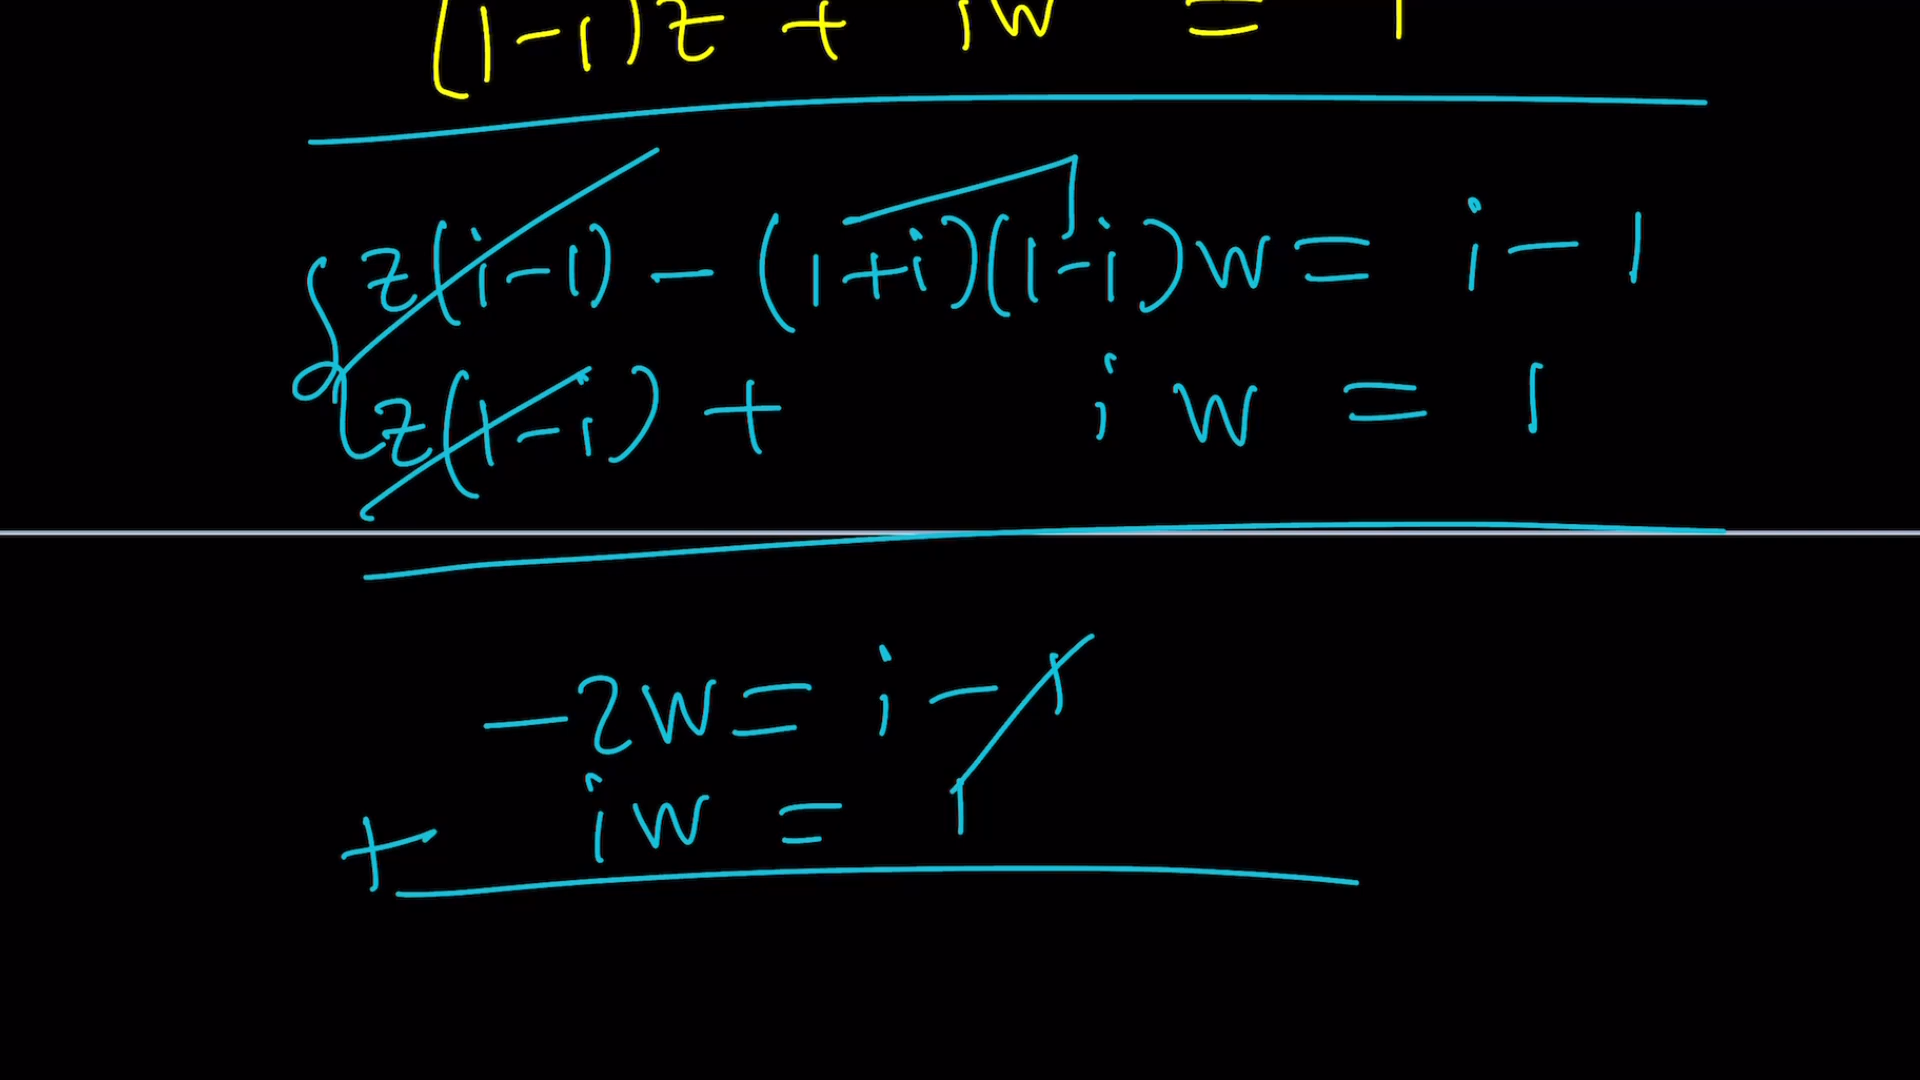 (1-i)z + iw = 1
z(i-1) - (1+i)(1-i)w = i-1
z(1-i) + iw = 1
-2w = i-1
+ iw = 1